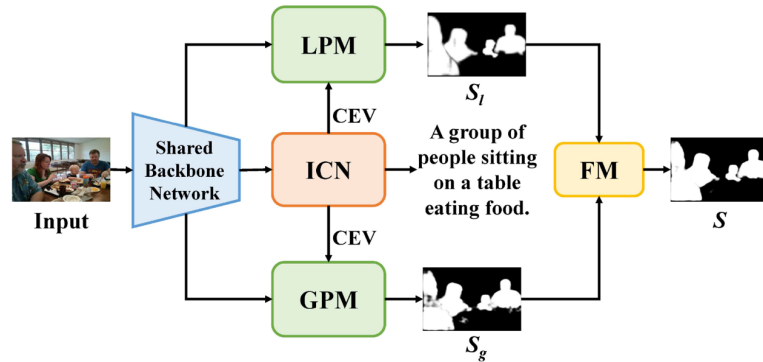 LPM
S_l
CEV
Shared
Backbone
Network
ICN
A group of
people sitting
on a table
eating food.
FM
Input
S
CEV
GPM
S_g